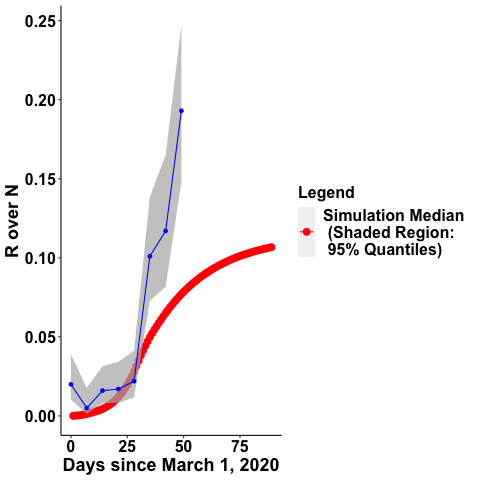 0.25
0.20
0.15
0.10
0.05
0.00
R over N
0
25
50
75
Days since March 1, 2020
Legend
Simulation Median
(Shaded Region:
95% Quantiles)